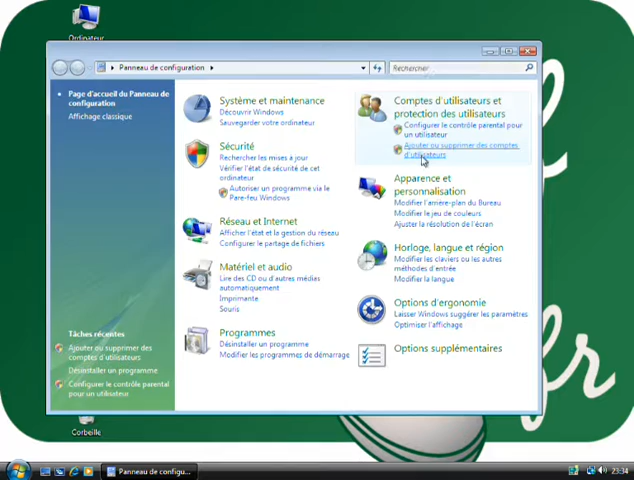 Ordinateur
Panneau de configuration
Rechercher
Page d'accueil du Panneau de
configuration
Affichage classique
Système et maintenance
Découvrir Windows
Sauvegarder votre ordinateur
Sécurité
Rechercher les mises à jour
Vérifier l'état de sécurité de cet
ordinateur
Autoriser un programme via le
Pare-feu Windows
Réseau et Internet
Afficher l'état et la gestion du réseau
Configurer le partage de fichiers
Matériel et audio
Lire des CD ou d'autres médias
automatiquement
Imprimante
Souris
Programmes
Désinstaller un programme
Modifier les programmes de démarrage
Comptes d'utilisateurs et
protection des utilisateurs
Configurer le contrôle parental pour
un utilisateur
Ajouter ou supprimer des comptes
d'utilisateurs
Apparence et
personnalisation
Modifier l'arrière-plan du Bureau
Modifier le jeu de couleurs
Ajuster la résolution de l'écran
Horloge, langue et région
Modifier les claviers ou les autres
méthodes d'entrée
Modifier la langue
Options d'ergonomie
Laisser Windows suggérer les paramètres
Optimiser l'affichage
Options supplémentaires
Tâches récentes
Ajouter ou supprimer des
comptes d'utilisateurs
Désinstaller un programme
Configurer le contrôle parental
pour un utilisateur
Corbeille
Panneau de configu...
23:34